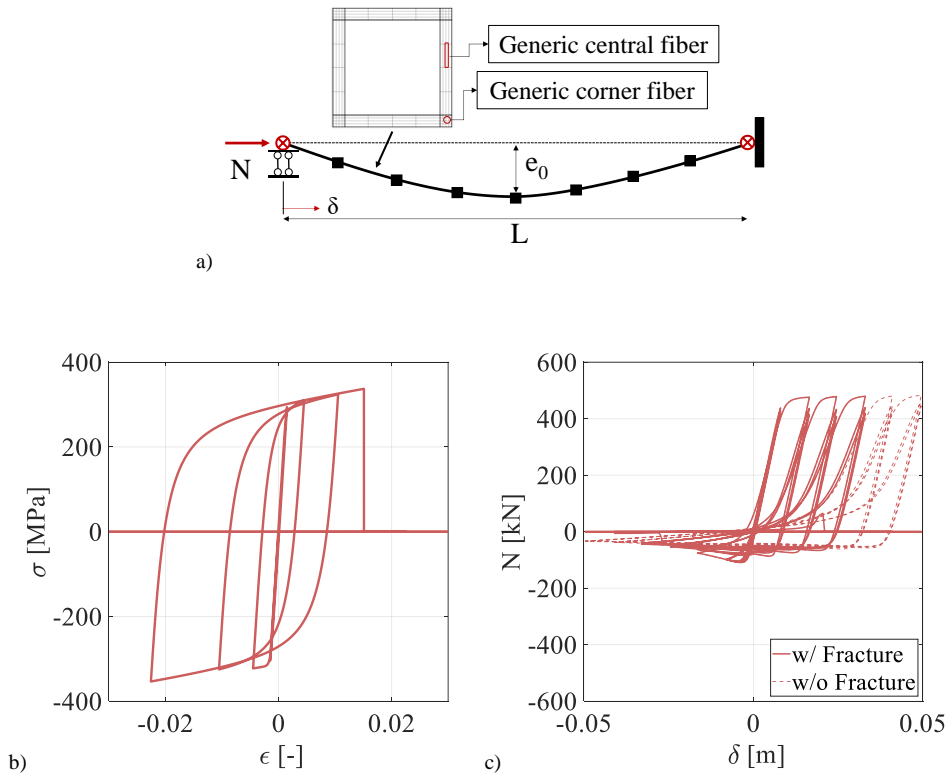 Generic central fiber
Generic corner fiber
N
e0
δ
L
a)
400
200
0
-200
-400
σ [MPa]
-0.02
0
0.02
ϵ [-]
b)
600
400
200
0
-200
-400
-600
N [kN]
w/ Fracture
w/o Fracture
-0.05
0
0.05
δ [m]
c)